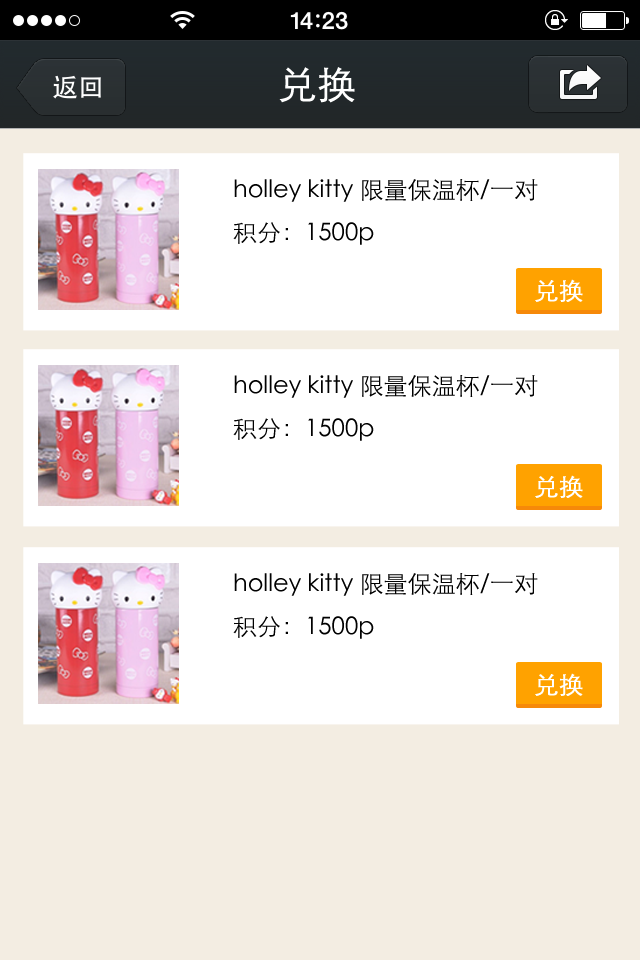 14:23
返回
兑换
holley kitty 限量保温杯/一对
积分：1500p
兑换
holley kitty 限量保温杯/一对
积分：1500p
兑换
holley kitty 限量保温杯/一对
积分：1500p
兑换